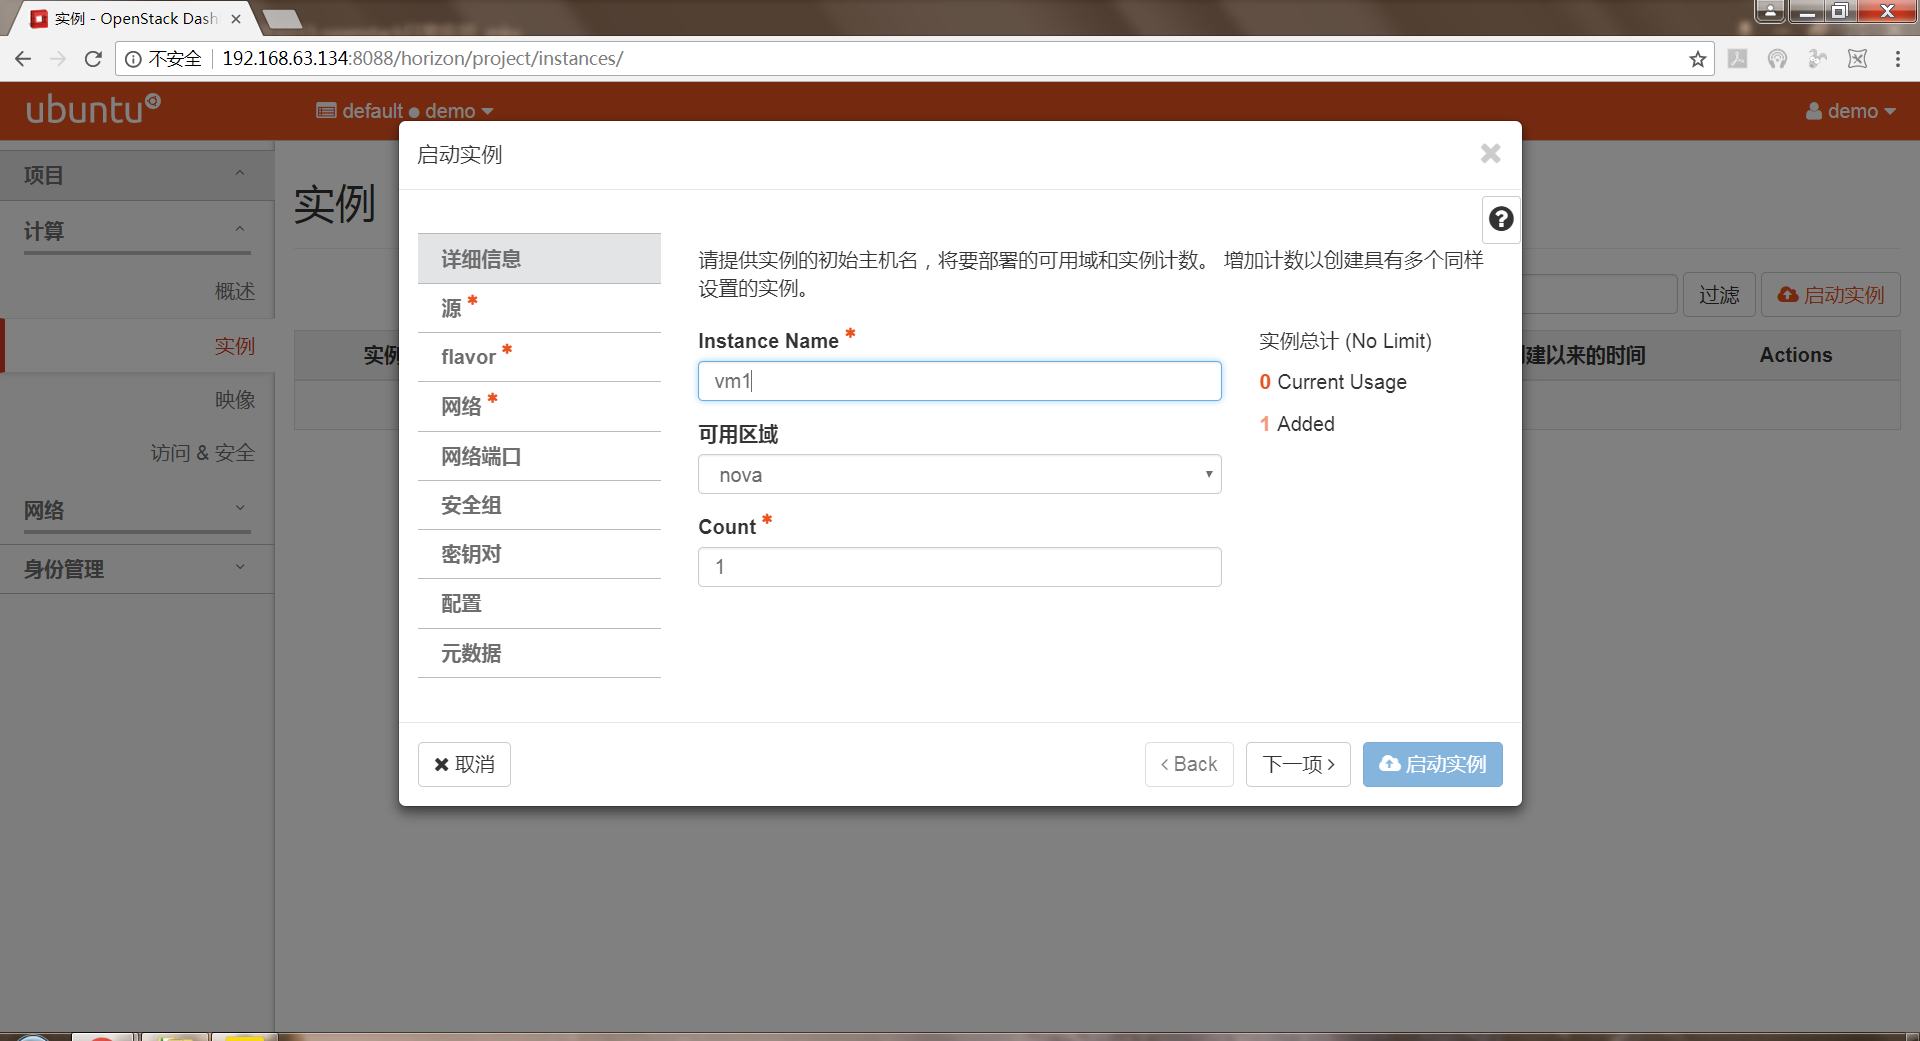 实例 - OpenStack Dash
不安全
192.168.63.134:8088/horizon/project/instances/
ubuntu
default
demo
demo
项目
计算
概述
实例
映像
访问 & 安全
网络
身份管理
实例
过滤
启动实例
实例
建以来的时间
Actions
启动实例
详细信息
源 *
flavor *
网络 *
网络端口
安全组
密钥对
配置
元数据
请提供实例的初始主机名，将要部署的可用域和实例计数。 增加计数以创建具有多个同样
设置的实例。
Instance Name *
vm1
可用区域
nova
Count *
1
实例总计 (No Limit)
0 Current Usage
1 Added
取消
‹ Back
下一项 ›
启动实例